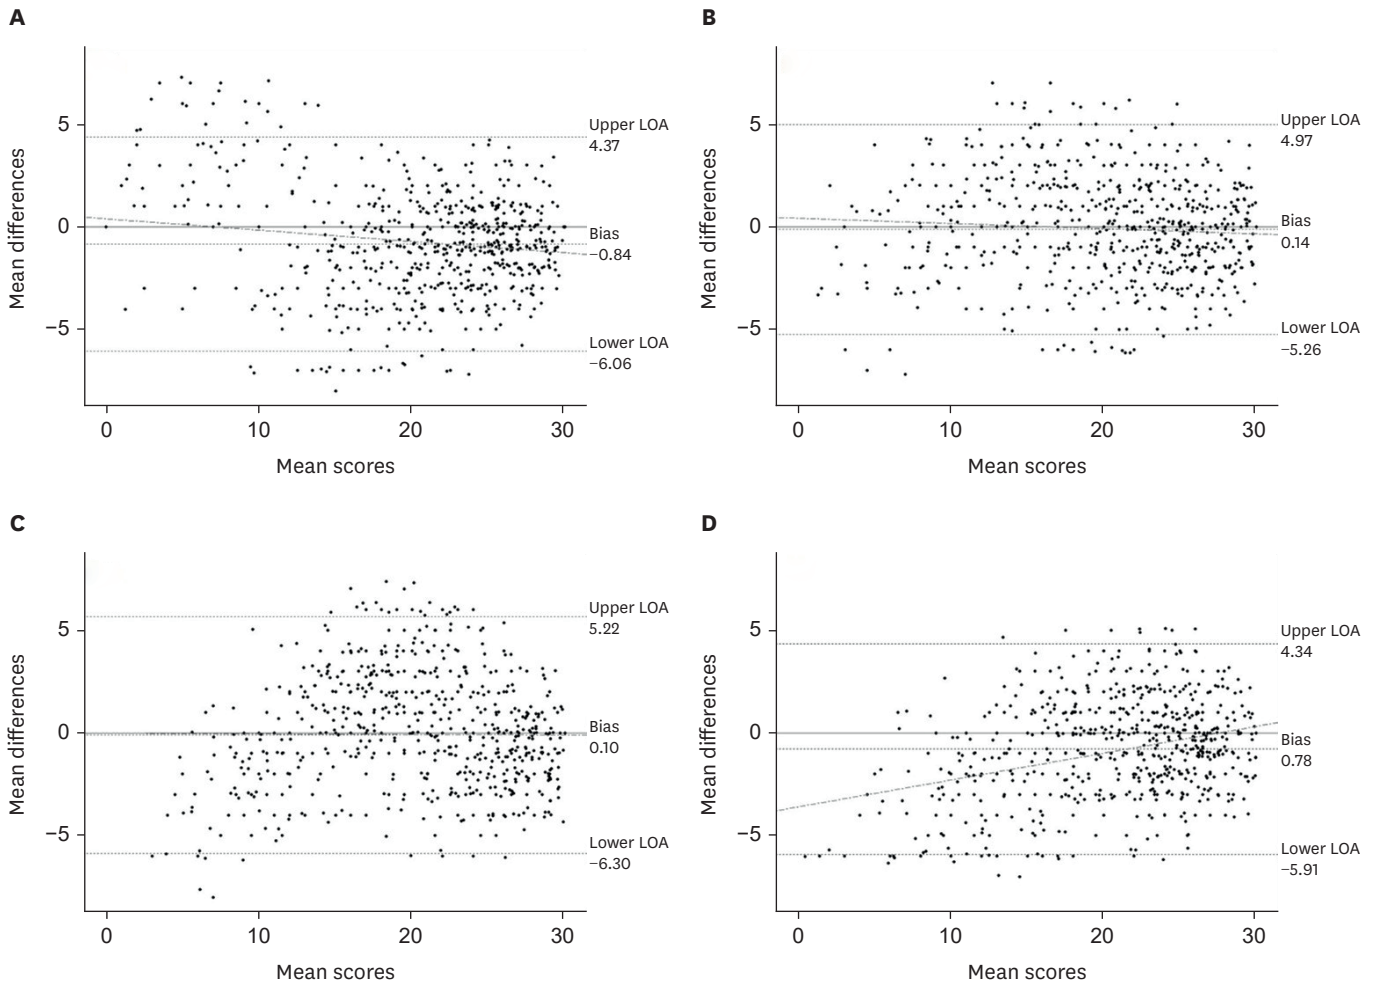 A
B
5
0
−5
0
10
20
30
Mean differences
Mean scores
Upper LOA
4.37
Bias
−0.84
Lower LOA
−6.06
5
0
−5
0
10
20
30
Mean differences
Mean scores
Upper LOA
4.97
Bias
0.14
Lower LOA
−5.26
C
D
5
0
−5
0
10
20
30
Mean differences
Mean scores
Upper LOA
5.22
Bias
0.10
Lower LOA
−6.30
5
0
−5
0
10
20
30
Mean differences
Mean scores
Upper LOA
4.34
Bias
0.78
Lower LOA
−5.91